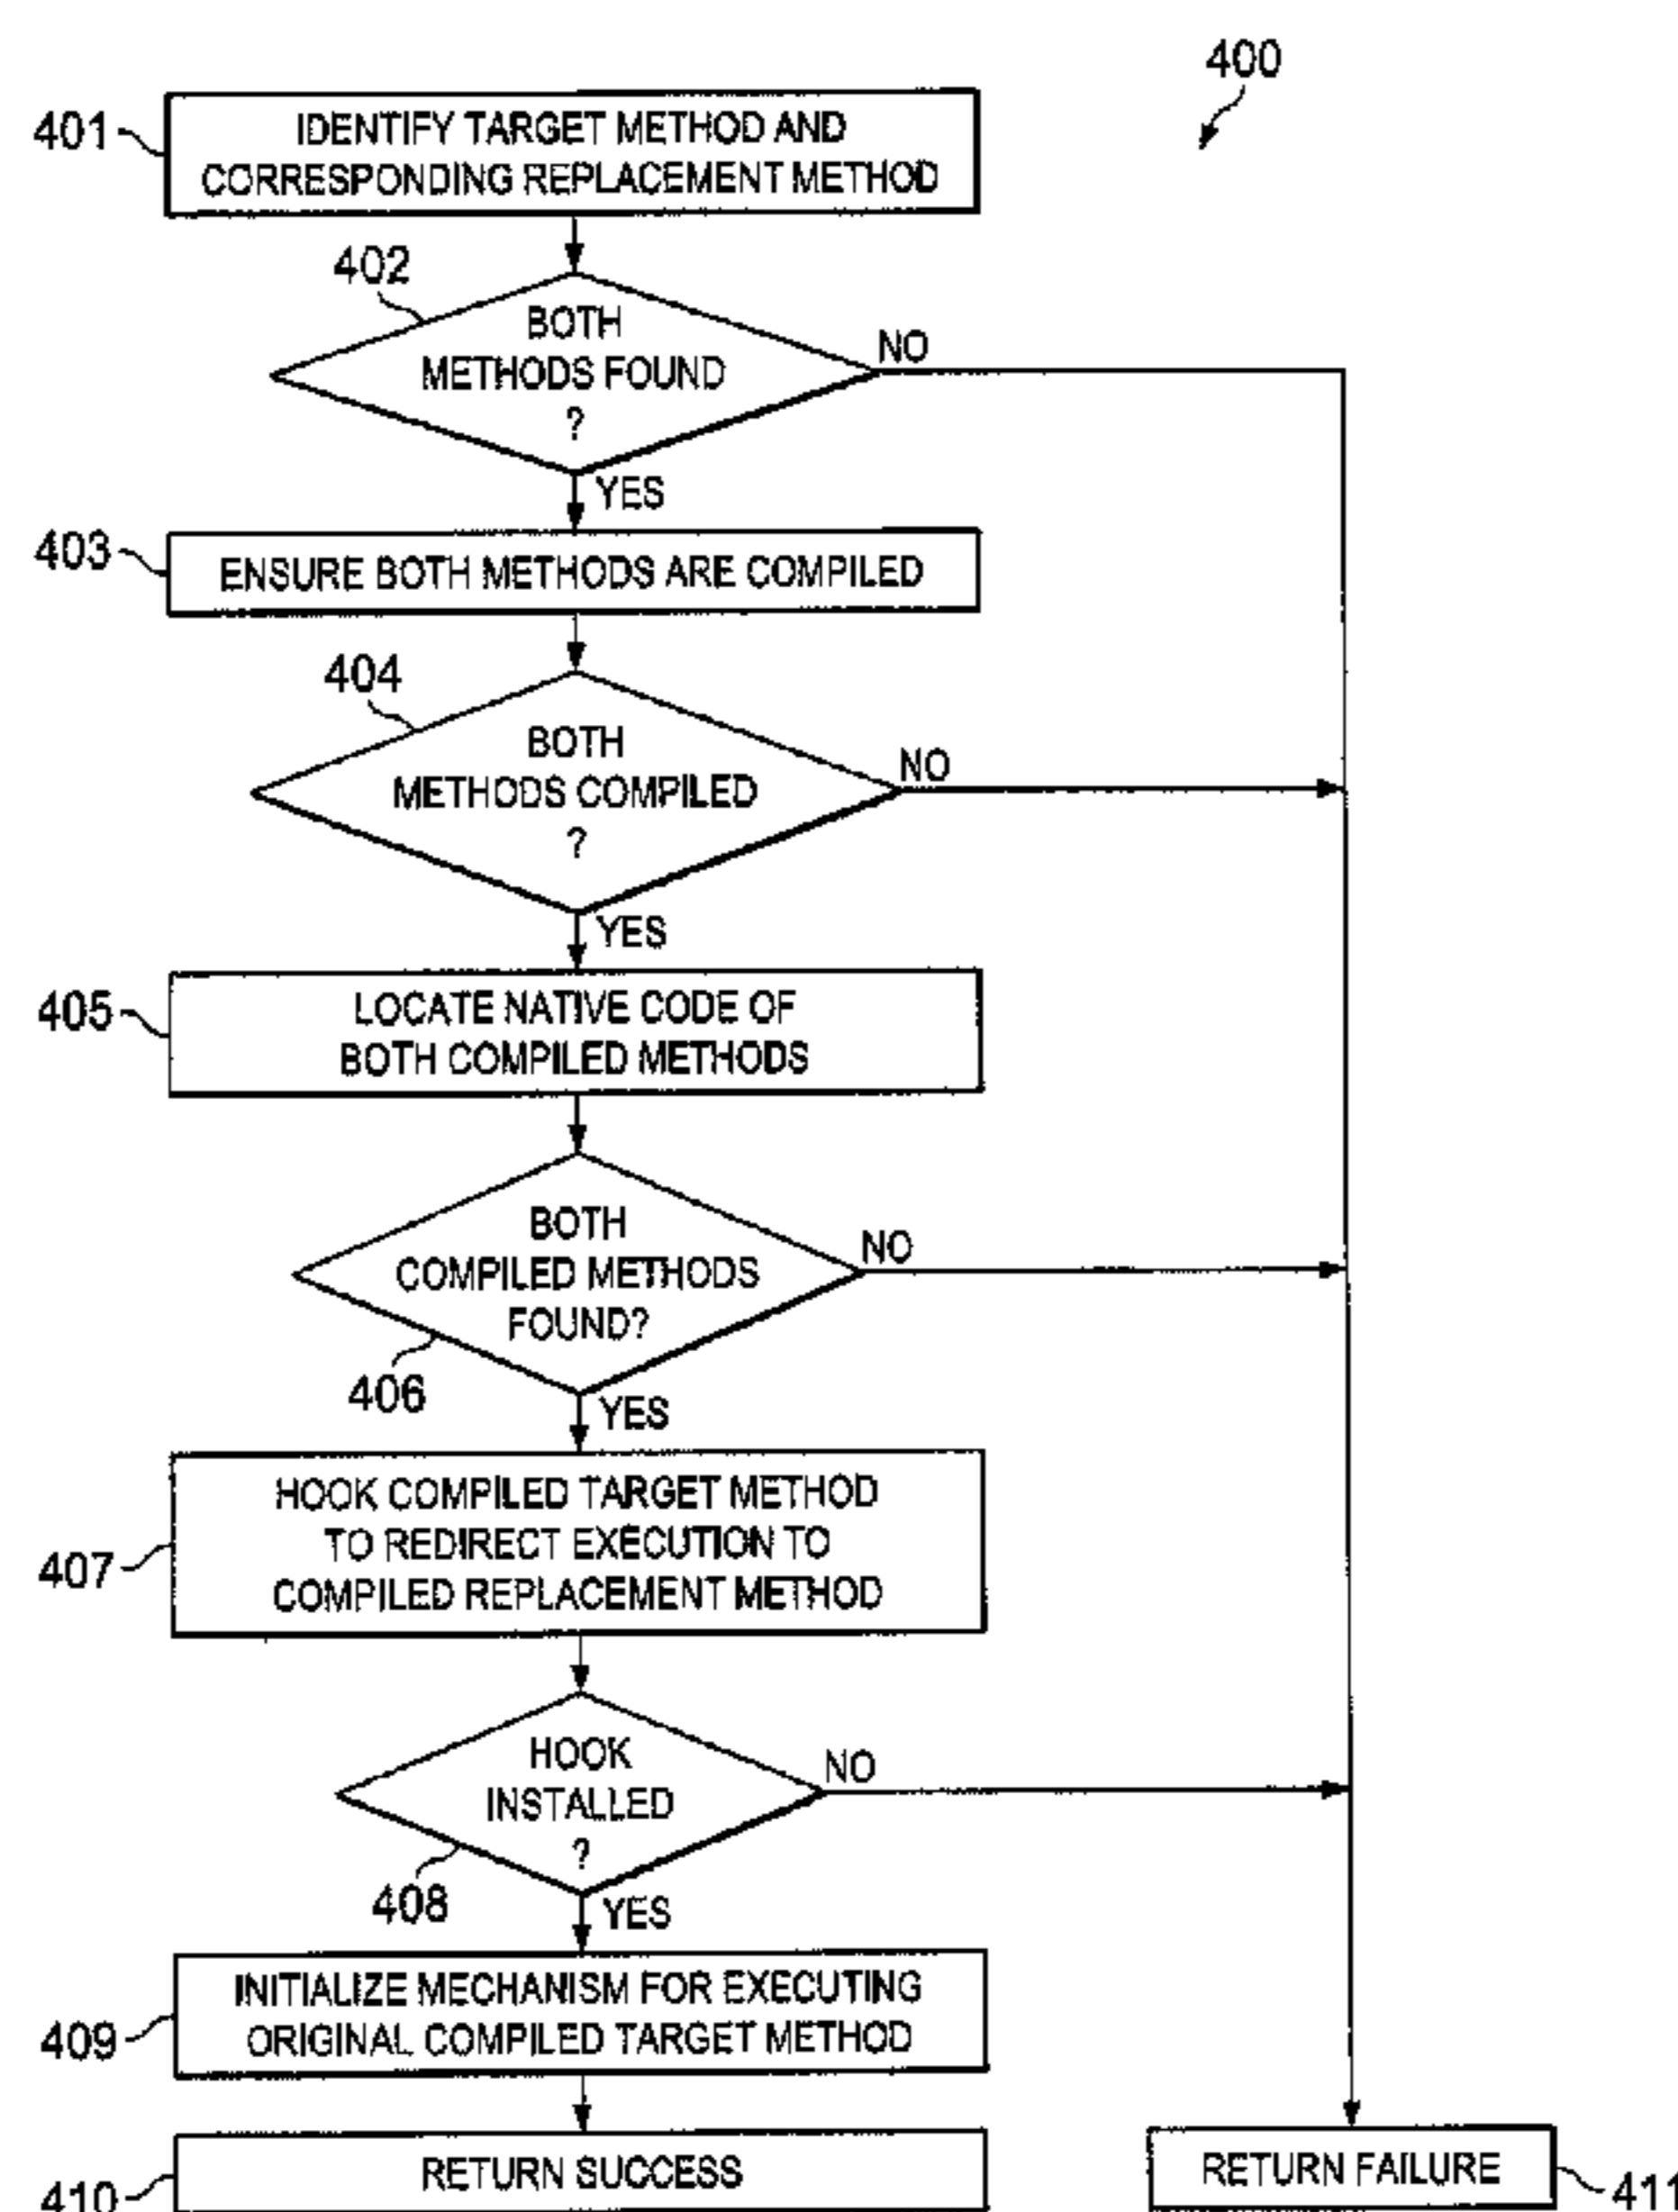 400
401
IDENTIFY TARGET METHOD AND
CORRESPONDING REPLACEMENT METHOD
402
BOTH
METHODS FOUND
?
NO
YES
403
ENSURE BOTH METHODS ARE COMPILED
404
BOTH
METHODS COMPILED
?
NO
YES
405
LOCATE NATIVE CODE OF
BOTH COMPILED METHODS
BOTH
COMPILED METHODS
FOUND?
NO
406
YES
407
HOOK COMPILED TARGET METHOD
TO REDIRECT EXECUTION TO
COMPILED REPLACEMENT METHOD
HOOK
INSTALLED
?
NO
408
YES
409
INITIALIZE MECHANISM FOR EXECUTING
ORIGINAL COMPILED TARGET METHOD
410
RETURN SUCCESS
RETURN FAILURE
411